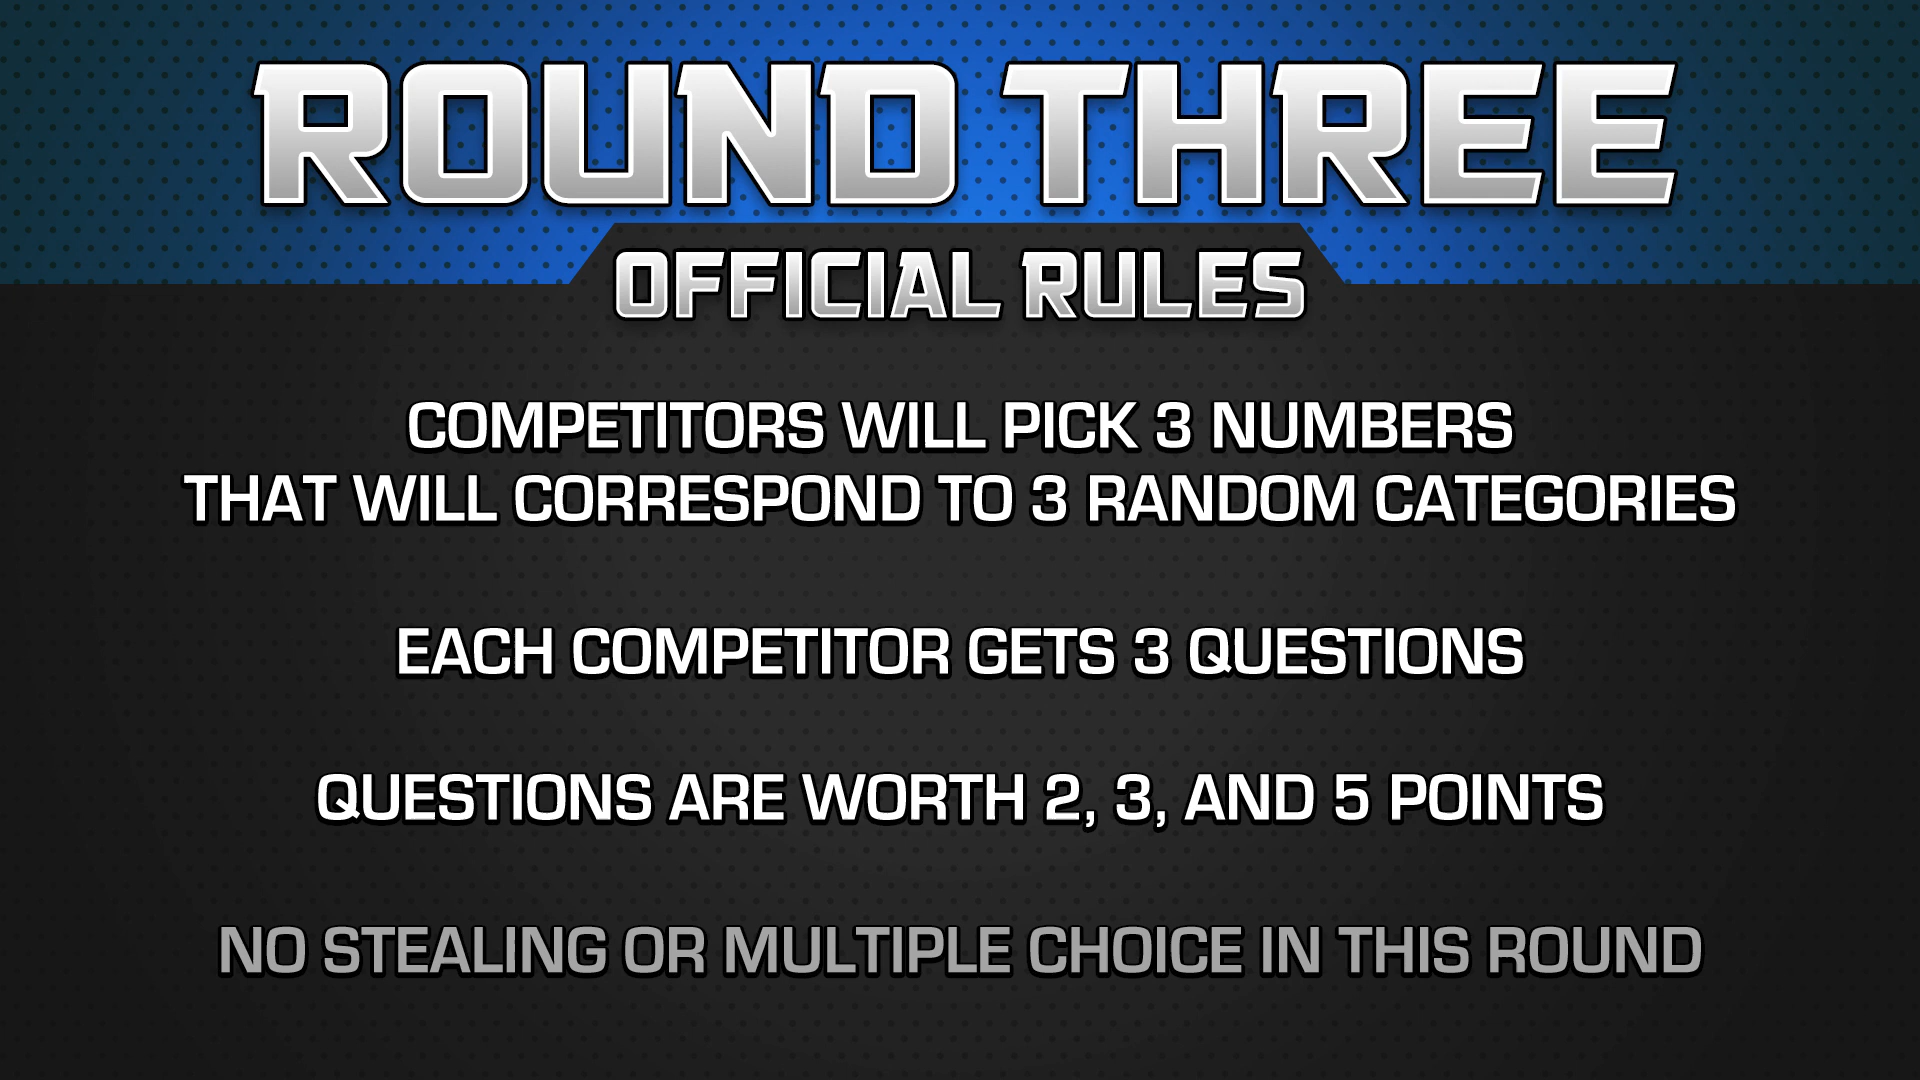 ROUND THREE
OFFICIAL RULES
COMPETITORS WILL PICK 3 NUMBERS
THAT WILL CORRESPOND TO 3 RANDOM CATEGORIES
EACH COMPETITOR GETS 3 QUESTIONS
QUESTIONS ARE WORTH 2, 3, AND 5 POINTS
NO STEALING OR MULTIPLE CHOICE IN THIS ROUND